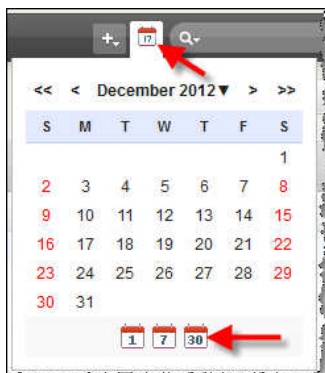 17
<< < December 2012▼ > >>
S M T W T F S
1
2 3 4 5 6 7 8
9 10 11 12 13 14 15
16 17 18 19 20 21 22
23 24 25 26 27 28 29
30 31
1 7 30